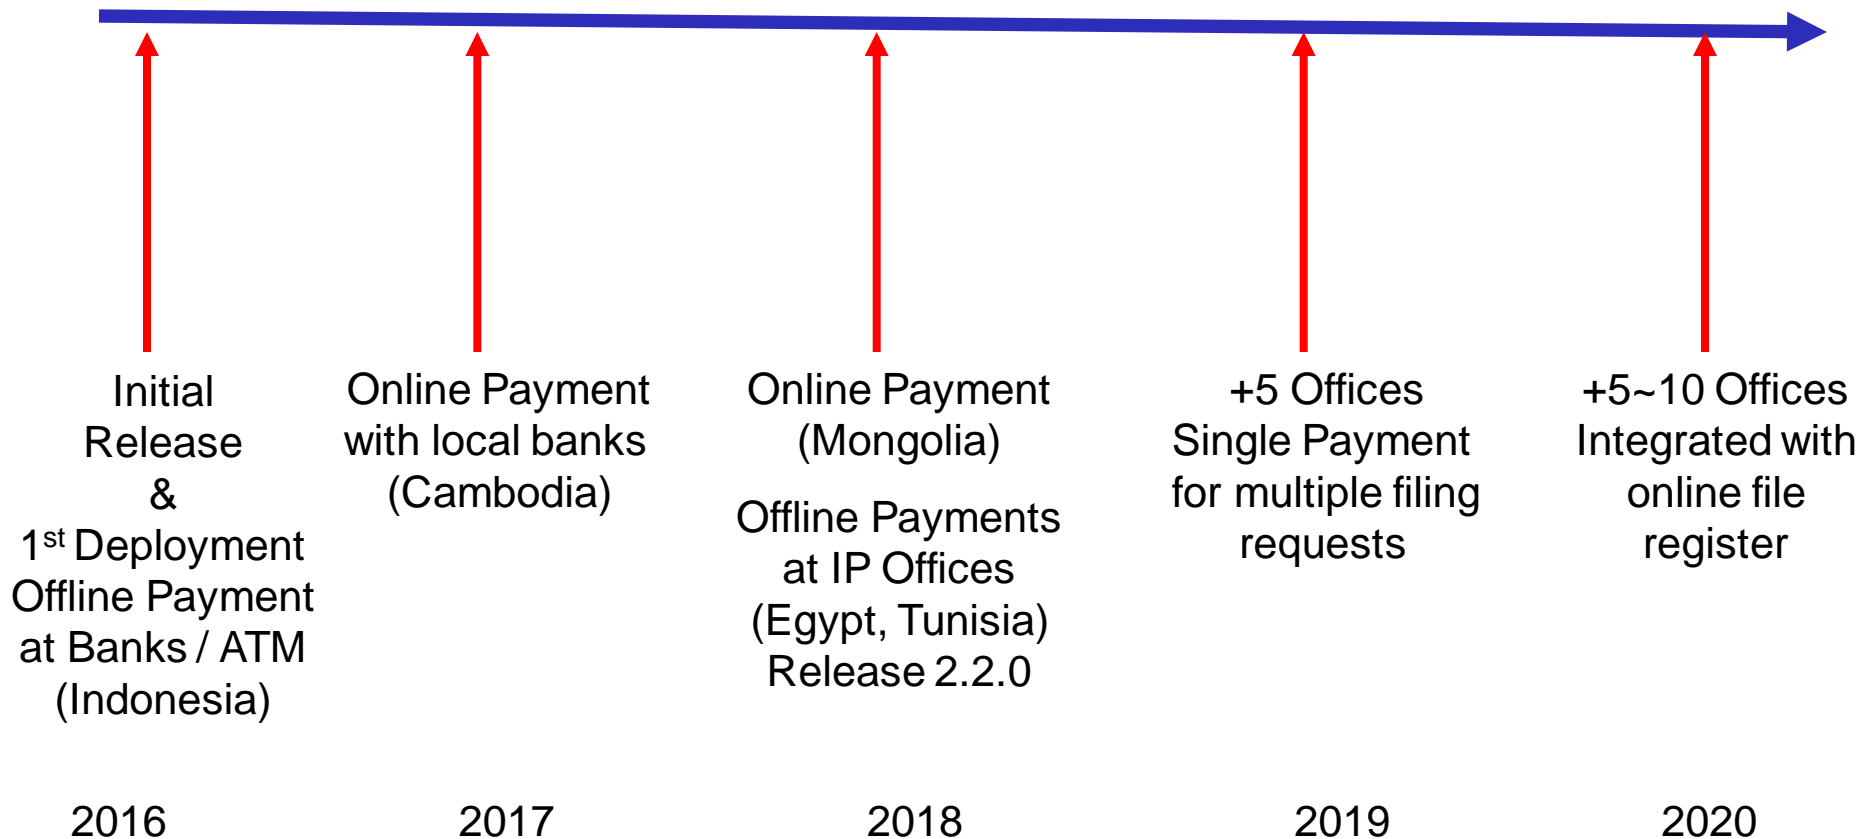 Initial
Release
&
1st Deployment
Offline Payment
at Banks / ATM
(Indonesia)
Online Payment
with local banks
(Cambodia)
Online Payment
(Mongolia)
Offline Payments
at IP Offices
(Egypt, Tunisia)
Release 2.2.0
+5 Offices
Single Payment
for multiple filing
requests
+5~10 Offices
Integrated with
online file
register
2016
2017
2018
2019
2020